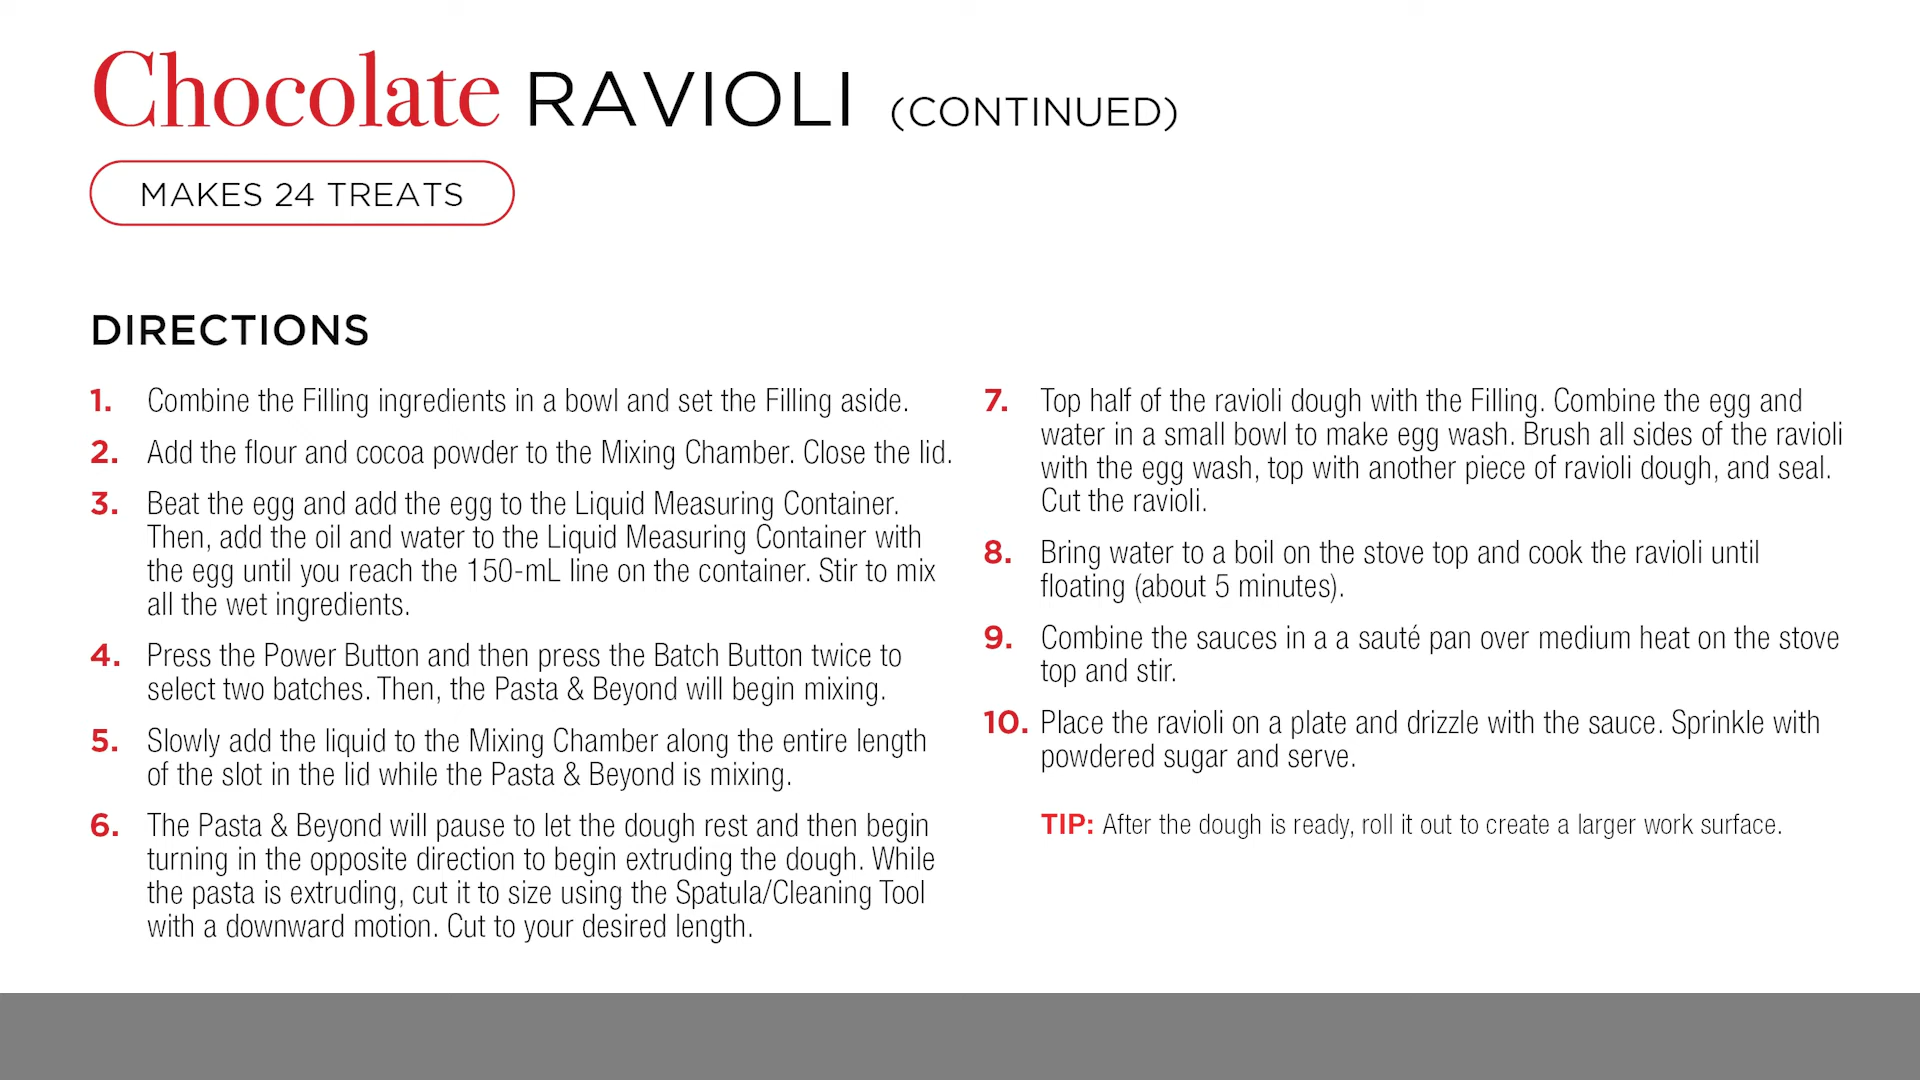 Chocolate RAVIOLI (CONTINUED)
MAKES 24 TREATS
DIRECTIONS
1. Combine the Filling ingredients in a bowl and set the Filling aside.
2. Add the flour and cocoa powder to the Mixing Chamber. Close the lid.
3. Beat the egg and add the egg to the Liquid Measuring Container.
Then, add the oil and water to the Liquid Measuring Container with
the egg until you reach the 150-mL line on the container. Stir to mix
all the wet ingredients.
4. Press the Power Button and then press the Batch Button twice to
select two batches. Then, the Pasta & Beyond will begin mixing.
5. Slowly add the liquid to the Mixing Chamber along the entire length
of the slot in the lid while the Pasta & Beyond is mixing.
6. The Pasta & Beyond will pause to let the dough rest and then begin
turning in the opposite direction to begin extruding the dough. While
the pasta is extruding, cut it to size using the Spatula/Cleaning Tool
with a downward motion. Cut to your desired length.
7. Top half of the ravioli dough with the Filling. Combine the egg and
water in a small bowl to make egg wash. Brush all sides of the ravioli
with the egg wash, top with another piece of ravioli dough, and seal.
Cut the ravioli.
8. Bring water to a boil on the stove top and cook the ravioli until
floating (about 5 minutes).
9. Combine the sauces in a a sauté pan over medium heat on the stove
top and stir.
10. Place the ravioli on a plate and drizzle with the sauce. Sprinkle with
powdered sugar and serve.
TIP: After the dough is ready, roll it out to create a larger work surface.